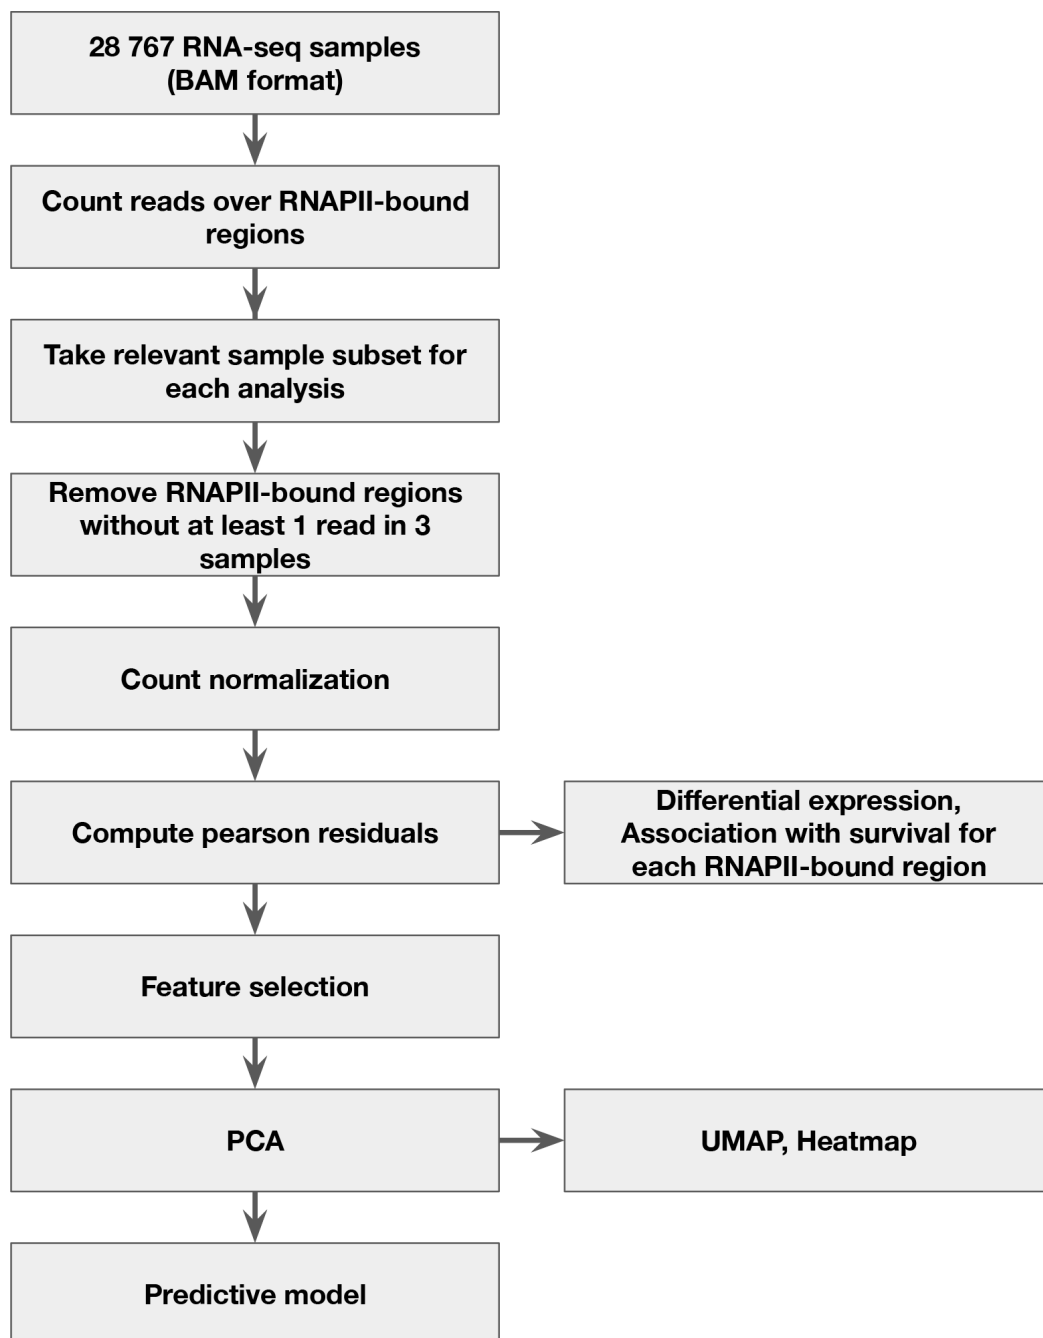 28 767 RNA-seq samples
(BAM format)
Count reads over RNAPII-bound
regions
Take relevant sample subset for
each analysis
Remove RNAPII-bound regions
without at least 1 read in 3
samples
Count normalization
Compute pearson residuals
Differential expression,
Association with survival for
each RNAPII-bound region
Feature selection
PCA
UMAP, Heatmap
Predictive model